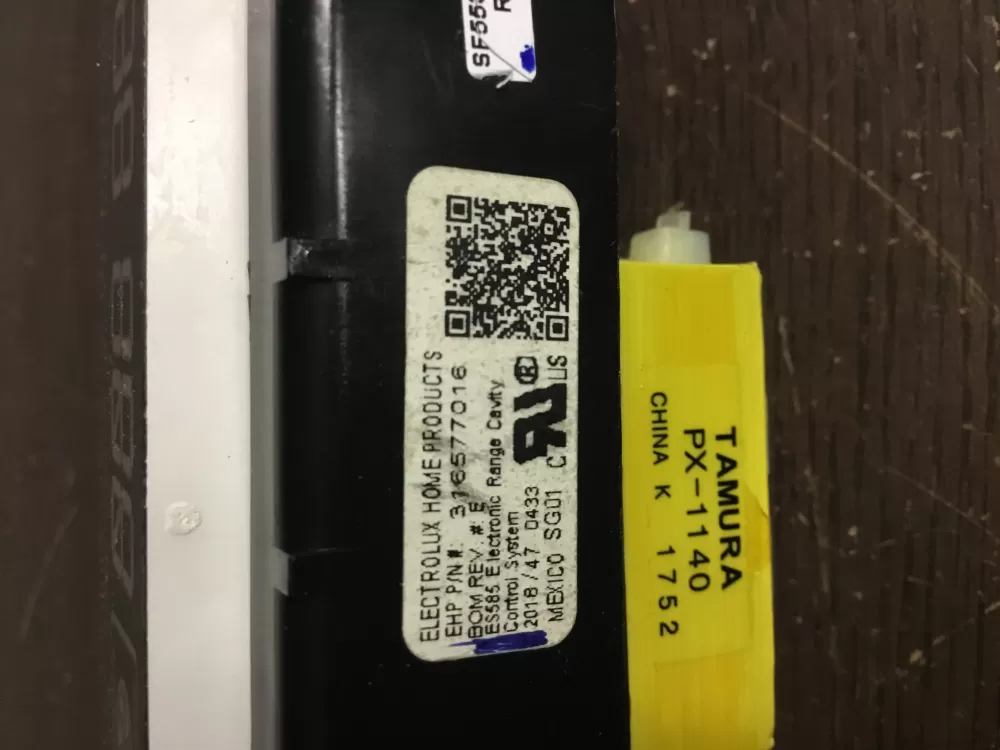 SF55
R
ELECTROLUX HOME PRODUCTS
EHP P/N#: 316577016
BOM REV. #: E
ES585 Electronic Range Cavity
Control System
2018/47 0433
MEXICO SG01 C US
TAMURA
PX-1140
CHINA K 1752